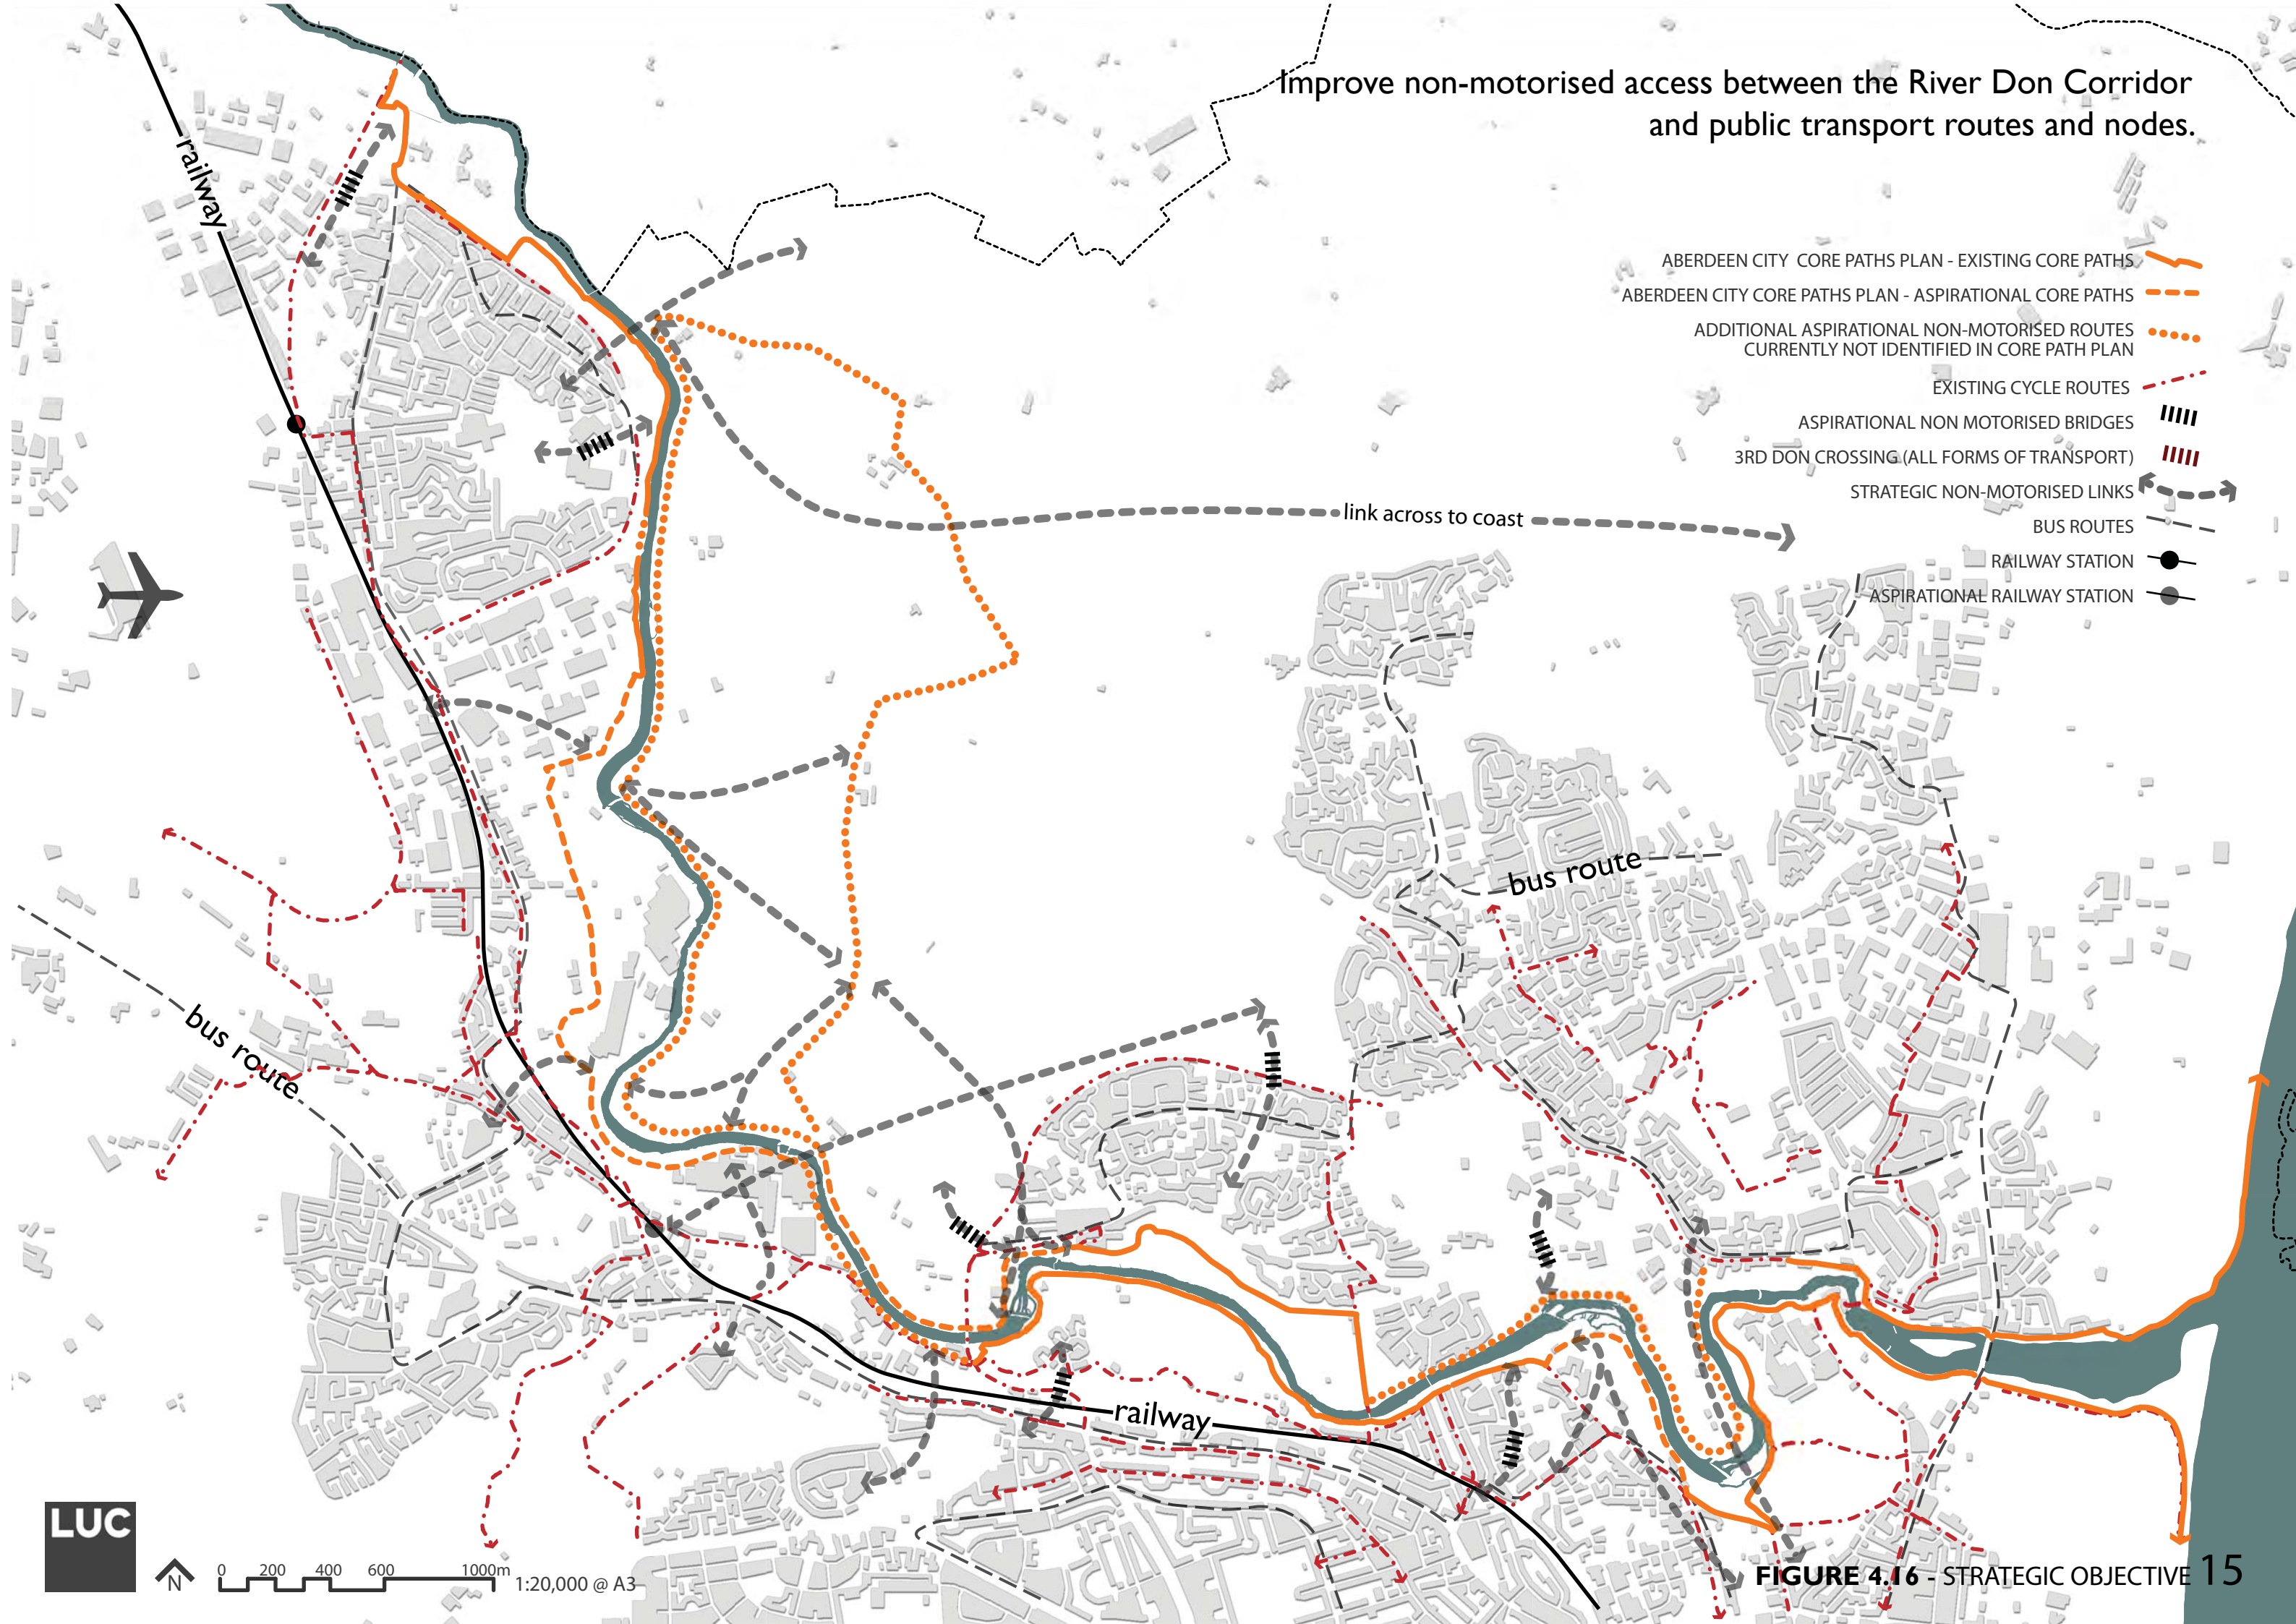 Improve non-motorised access between the River Don Corridor
and public transport routes and nodes.
railway
ABERDEEN CITY CORE PATHS PLAN - EXISTING CORE PATHS
ABERDEEN CITY CORE PATHS PLAN - ASPIRATIONAL CORE PATHS
ADDITIONAL ASPIRATIONAL NON-MOTORISED ROUTES
CURRENTLY NOT IDENTIFIED IN CORE PATH PLAN
EXISTING CYCLE ROUTES
ASPIRATIONAL NON MOTORISED BRIDGES
3RD DON CROSSING (ALL FORMS OF TRANSPORT)
STRATEGIC NON-MOTORISED LINKS
BUS ROUTES
RAILWAY STATION
ASPIRATIONAL RAILWAY STATION
link across to coast
bus route
bus route
railway
LUC
N
0 200 400 600 1000m
1:20,000 @ A3
FIGURE 4.16 - STRATEGIC OBJECTIVE 15